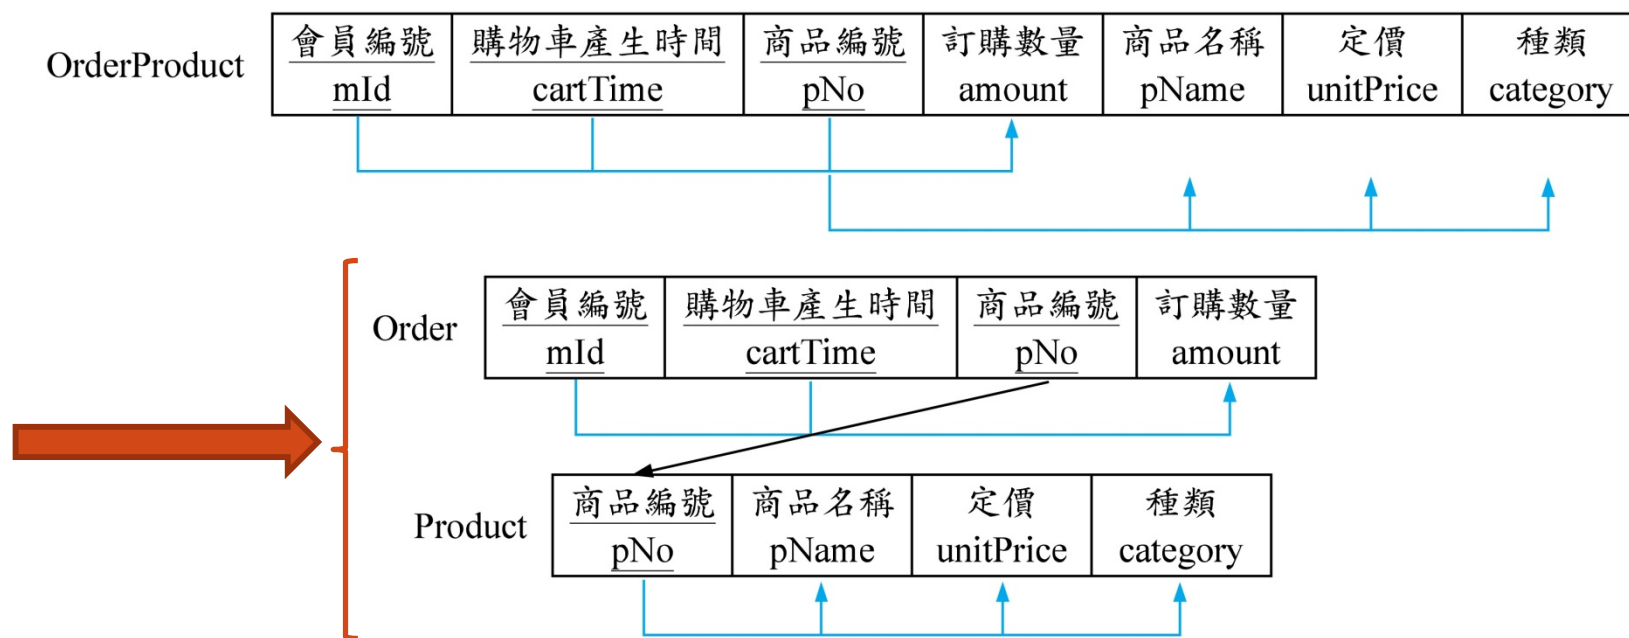 會員編號 購物車產生時間 商品編號 訂購數量 商品名稱 定價 種類
OrderProduct
mId cartTime pNo amount pName unitPrice category
會員編號 購物車產生時間 商品編號 訂購數量
Order
mId cartTime pNo amount
商品編號 商品名稱 定價 種類
Product
pNo pName unitPrice category